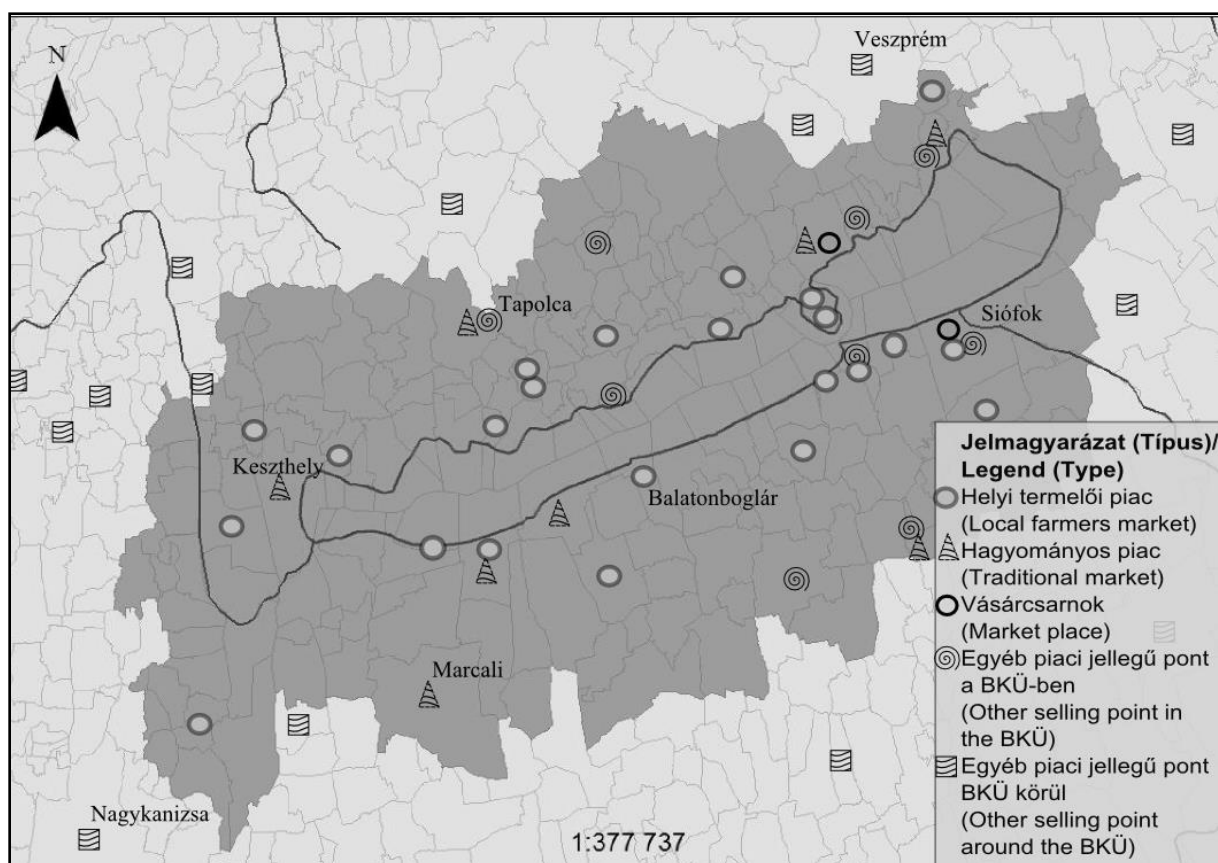 Veszprém
N
Siófok
Tapolca
Keszthely
Balatonboglár
Marcali
Nagykanizsa
1:377 737
Jelmagyarázat (Típus)/
Legend (Type)
Helyi termelői piac
(Local farmers market)
Hagyományos piac
(Traditional market)
Vásárcsarnok
(Market place)
Egyéb piaci jellegű pont
a BKÜ-ben
(Other selling point in
the BKÜ)
Egyéb piaci jellegű pont
BKÜ körül
(Other selling point
around the BKÜ)